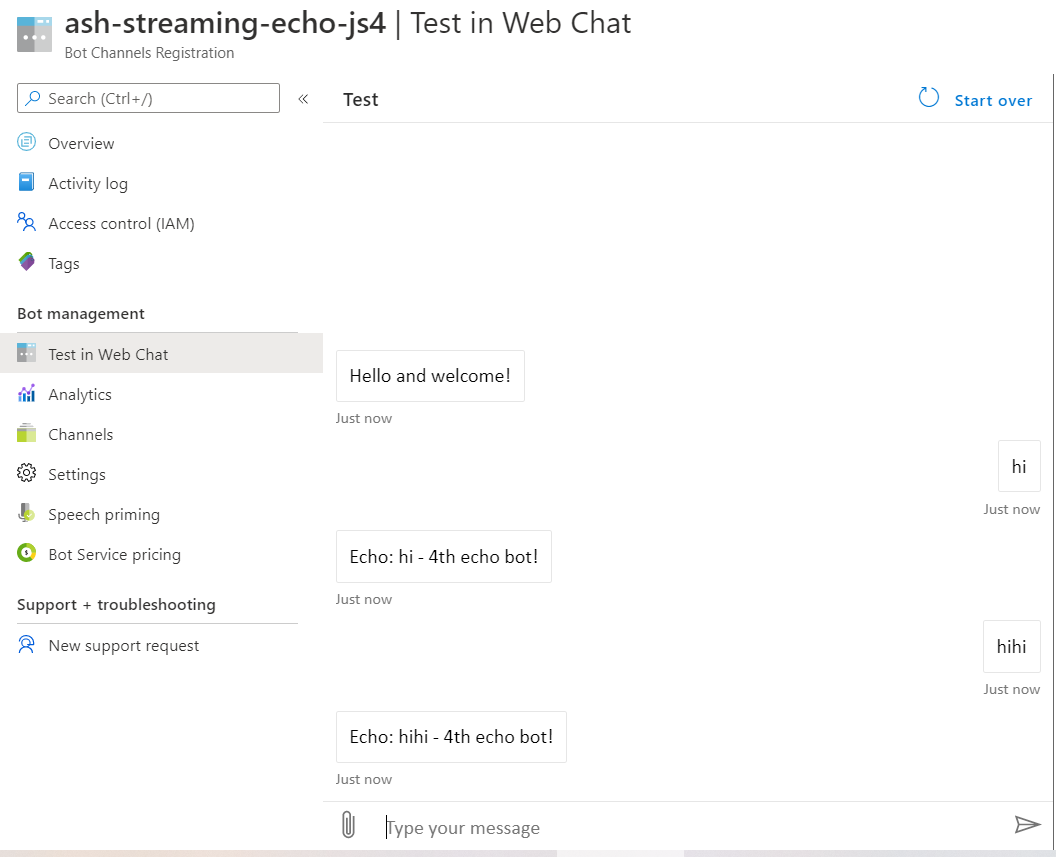 ash-streaming-echo-js4 | Test in Web Chat
Bot Channels Registration
Search (Ctrl+/)
«
Overview
Activity log
Access control (IAM)
Tags
Bot management
Test in Web Chat
Analytics
Channels
Settings
Speech priming
Bot Service pricing
Support + troubleshooting
New support request
Test
Start over
Hello and welcome!
Just now
hi
Just now
Echo: hi - 4th echo bot!
Just now
hihi
Just now
Echo: hihi - 4th echo bot!
Just now
Type your message